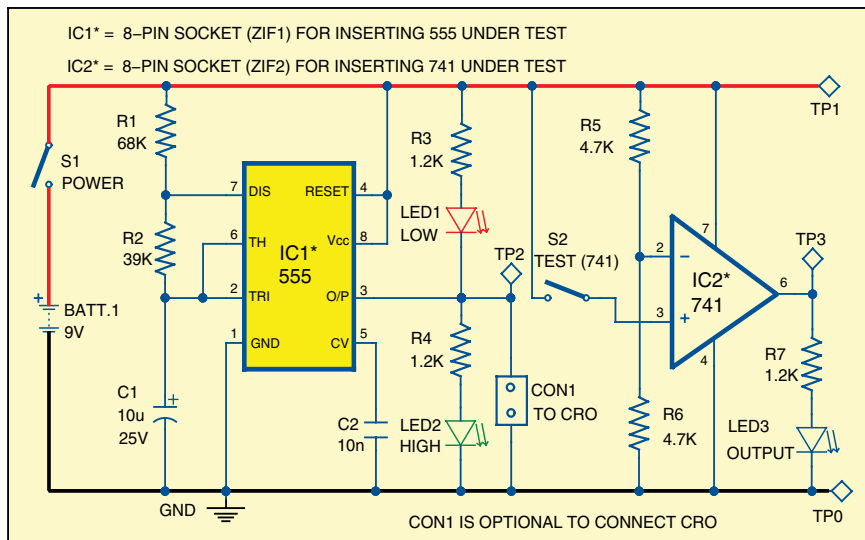 IC1* = 8–PIN SOCKET (ZIF1) FOR INSERTING 555 UNDER TEST
IC2* = 8–PIN SOCKET (ZIF2) FOR INSERTING 741 UNDER TEST
TP1
S1
POWER
+
BATT.1
9V
R1
68K
R2
39K
C1
10u
25V
+
GND
7
DIS
6
TH
2
TRI
1
GND
IC1*
555
RESET
4
Vcc
8
O/P
3
CV
5
C2
10n
R3
1.2K
LED1
LOW
TP2
R4
1.2K
LED2
HIGH
CON1
TO CRO
S2
TEST (741)
R5
4.7K
R6
4.7K
2
–
3
+
7
IC2*
741
4
6
TP3
R7
1.2K
LED3
OUTPUT
CON1 IS OPTIONAL TO CONNECT CRO
TP0